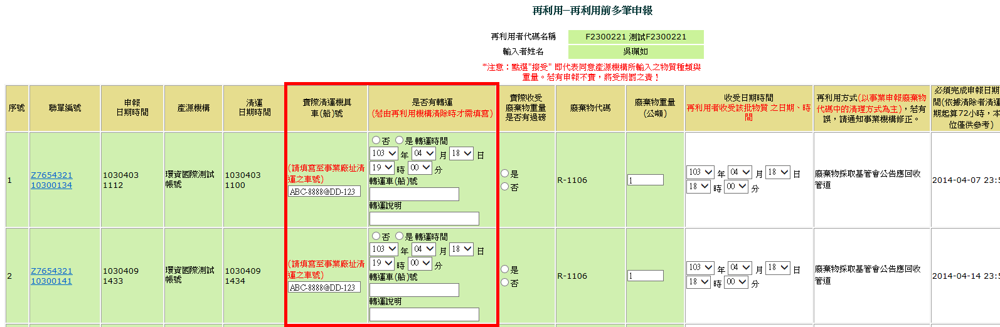 再利用—再利用前多筆申報
再利用者代碼名稱 F2300221 測試F2300221
輸入者姓名 吳珮如
*注意：點選"接受" 即代表同意產源機構所輸入之物質種類與
重量。若有申報不實，將受刑罰之責！
序號
聯單編號
申報
日期時間
產源機構
清運
日期時間
實際清運機具
車(船)號
是否有轉運
(若由再利用機構清除時才需填寫)
實際收受
廢棄物重量
是否有過磅
廢棄物代碼
廢棄物重量
(公噸)
收受日期時間
再利用者收受該批物質 之日期、時
間
再利用方式(以事業申報廢棄物
代碼中的清理方式為主)，若有
誤，請通知事業機構修正。
必須完成申報日期
間(依據清除者清運
期起算72小時，本
位僅供參考)
1
Z7654321
10300134
1030403
1112
環資國際測試
帳號
1030403
1100
(請填寫至事業廠址清
運之車號)
ABC-8888@DD-123
否 是 轉運時間
103 年 04 月 18 日
19 時 00 分
轉運車(船)號
轉運說明
是
否
R-1106
1
103 年 04 月 18 日
18 時 00 分
廢棄物採取基管會公告應回收
管道
2014-04-07 23:5
2
Z7654321
10300141
1030409
1433
環資國際測試
帳號
1030409
1434
(請填寫至事業廠址清
運之車號)
ABC-8888@DD-123
否 是 轉運時間
103 年 04 月 18 日
19 時 00 分
轉運車(船)號
轉運說明
是
否
R-1106
1
103 年 04 月 18 日
18 時 00 分
廢棄物採取基管會公告應回收
管道
2014-04-14 23:5